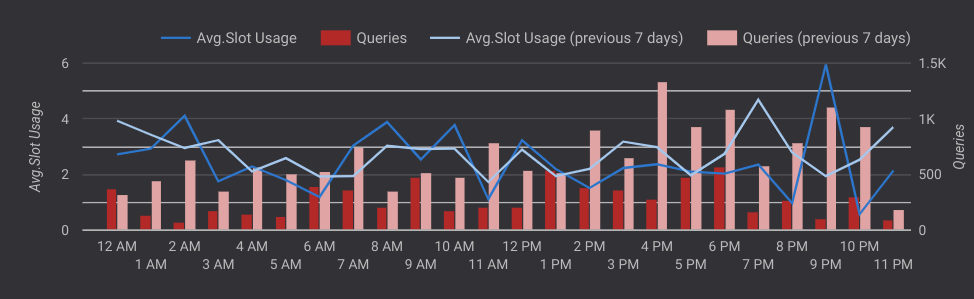 Avg.Slot Usage Queries Avg.Slot Usage (previous 7 days) Queries (previous 7 days)
6 1.5K
4 1K
2 500
0 0
Avg.Slot Usage
Queries
12 AM 2 AM 4 AM 6 AM 8 AM 10 AM 12 PM 2 PM 4 PM 6 PM 8 PM 10 PM
1 AM 3 AM 5 AM 7 AM 9 AM 11 AM 1 PM 3 PM 5 PM 7 PM 9 PM 11 PM